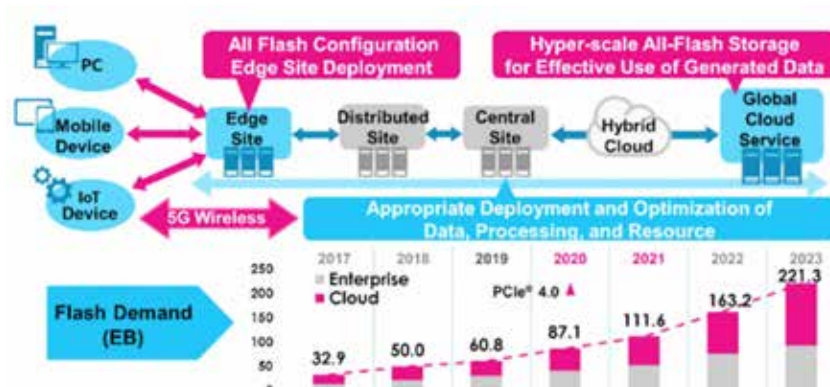 All Flash Configuration
Edge Site Deployment
Hyper-scale All-Flash Storage
for Effective Use of Generated Data
PC
Mobile
Device
IoT
Device
Edge
Site
Distributed
Site
Central
Site
Hybrid
Cloud
Global
Cloud
Service
5G Wireless
Appropriate Deployment and Optimization of
Data, Processing, and Resource
Flash Demand
(EB)
2017 2018 2019 2020 2021 2022 2023
250
200
150
100
50
0
Enterprise
Cloud
PCIe® 4.0
32.9 50.0 60.8 87.1 111.6 163.2 221.3